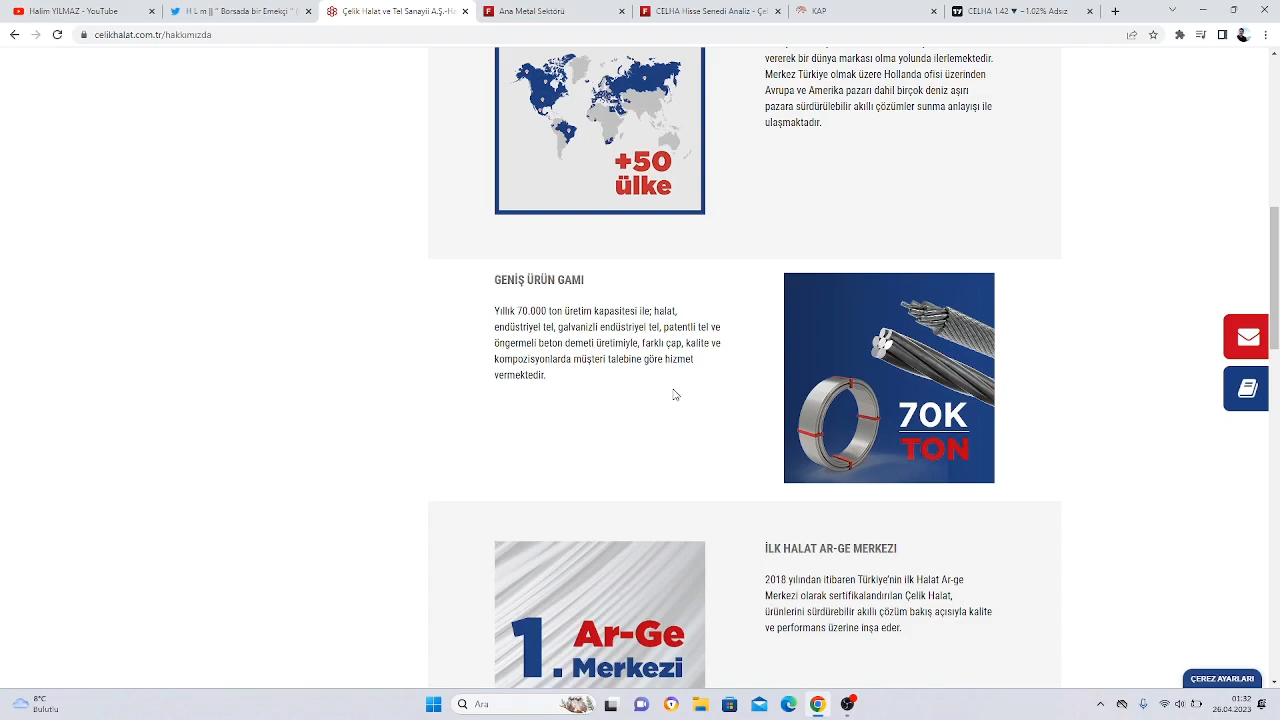 Halim YILMAZ - YouTube
H L m || " Borsada bir Emekçi " (
Çelik Halat ve Tel Sanayii A.Ş.-Ha
Ana Metal Sektörü
CELHA Hisse Senedi Analiz - Çel
KAP
CELHA 1.42 ▼ −1.02% Adsız
celikhalat.com.tr/hakkimizda
vererek bir dünya markası olma yolunda ilerlemektedir.
Merkez Türkiye olmak üzere Hollanda ofisi üzerinden
Avrupa ve Amerika pazarı dahil birçok deniz aşırı
pazara sürdürülebilir akıllı çözümler sunma anlayışı ile
ulaşmaktadır.
+50
ülke
GENİŞ ÜRÜN GAMI
Yıllık 70.000 ton üretim kapasitesi ile; halat,
endüstriyel tel, galvanizli endüstriyel tel, patentli tel ve
öngermeli beton demeti üretimiyle, farklı çap, kalite ve
kompozisyonlarda müşteri talebine göre hizmet
vermektedir.
70K
TON
İLK HALAT AR-GE MERKEZI
2018 yılından itibaren Türkiye'nin ilk Halat Ar-ge
Merkezi olarak sertifikalandırılan Çelik Halat,
ürünlerini sürdürebilir akıllı çözüm bakış açısıyla kalite
ve performans üzerine inşa eder.
1. Ar-Ge
Merkezi
ÇEREZ AYARLARI
8°C
Bulutlu
Ara
01:32
26.04.2023